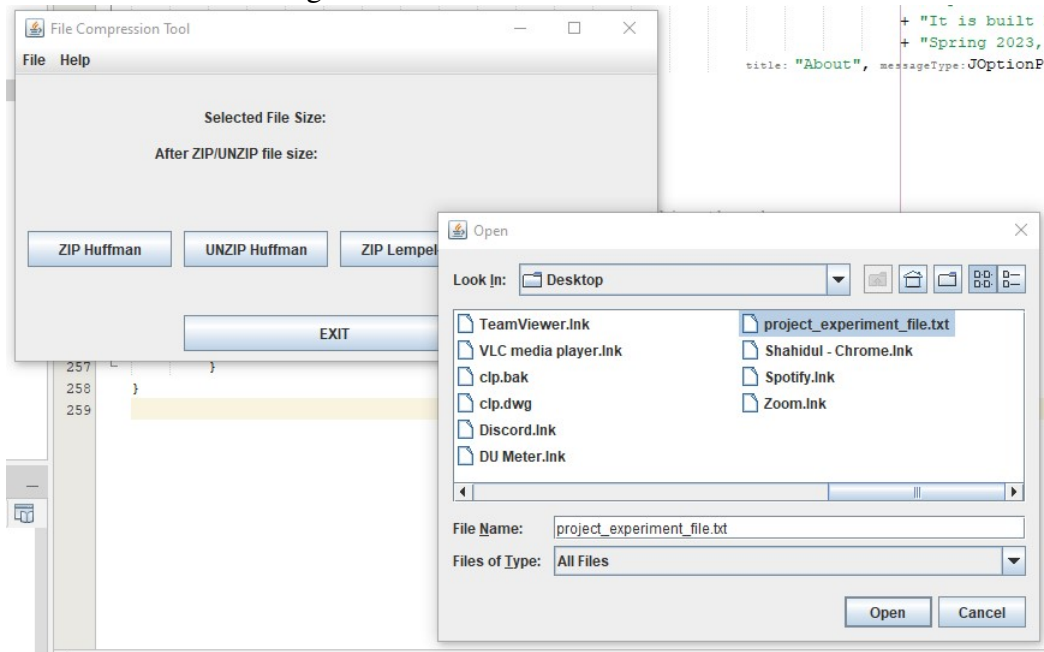 File Compression Tool
File Help
Selected File Size:
After ZIP/UNZIP file size:
ZIP Huffman
UNZIP Huffman
ZIP Lempel
EXIT
+ "It is built
+ "Spring 2023,
title: "About", messageType: JOptionP
257 }
258 }
259
Open
Look In: Desktop
TeamViewer.lnk
VLC media player.lnk
clp.bak
clp.dwg
Discord.lnk
DU Meter.lnk
project_experiment_file.txt
Shahidul - Chrome.lnk
Spotify.lnk
Zoom.lnk
File Name: project_experiment_file.txt
Files of Type: All Files
Open
Cancel